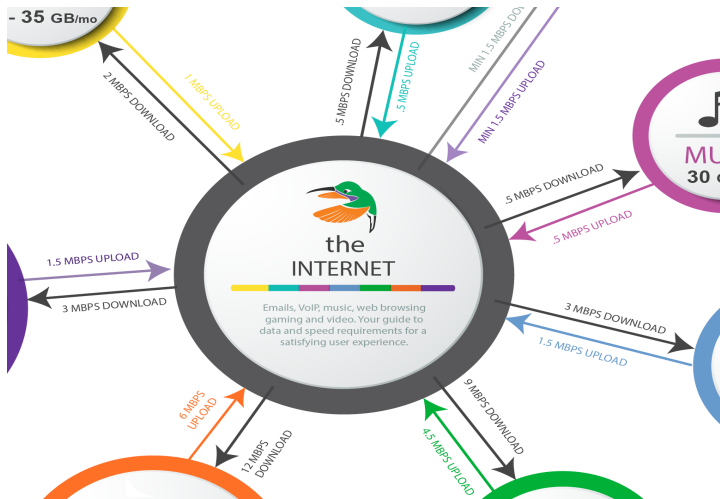 - 35 GB/mo
2 MBPS DOWNLOAD
1 MBPS UPLOAD
.5 MBPS DOWNLOAD
.5 MBPS UPLOAD
MIN 1.5 MBPS
MIN 1.5 MBPS UPLOAD
MU
30
.5 MBPS DOWNLOAD
.5 MBPS UPLOAD
1.5 MBPS UPLOAD
3 MBPS DOWNLOAD
the
INTERNET
Emails, VoIP, music, web browsing
gaming and video. Your guide to
data and speed requirements for a
satisfying user experience.
3 MBPS DOWNLOAD
1.5 MBPS UPLOAD
6 MBPS
UPLOAD
12 MBPS
DOWNLOAD
9 MBPS DOWNLOAD
4.5 MBPS UPLOAD